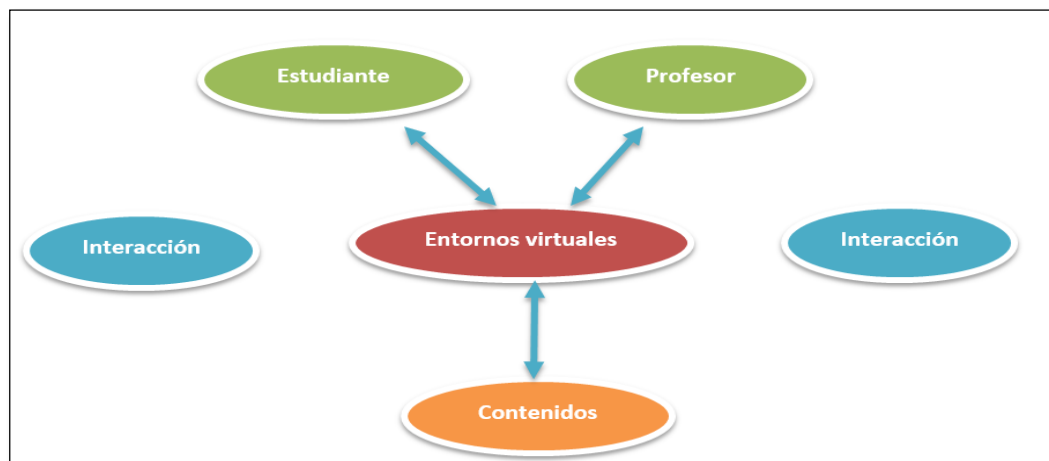 Estudiante
Profesor
Interacción
Entornos virtuales
Interacción
Contenidos